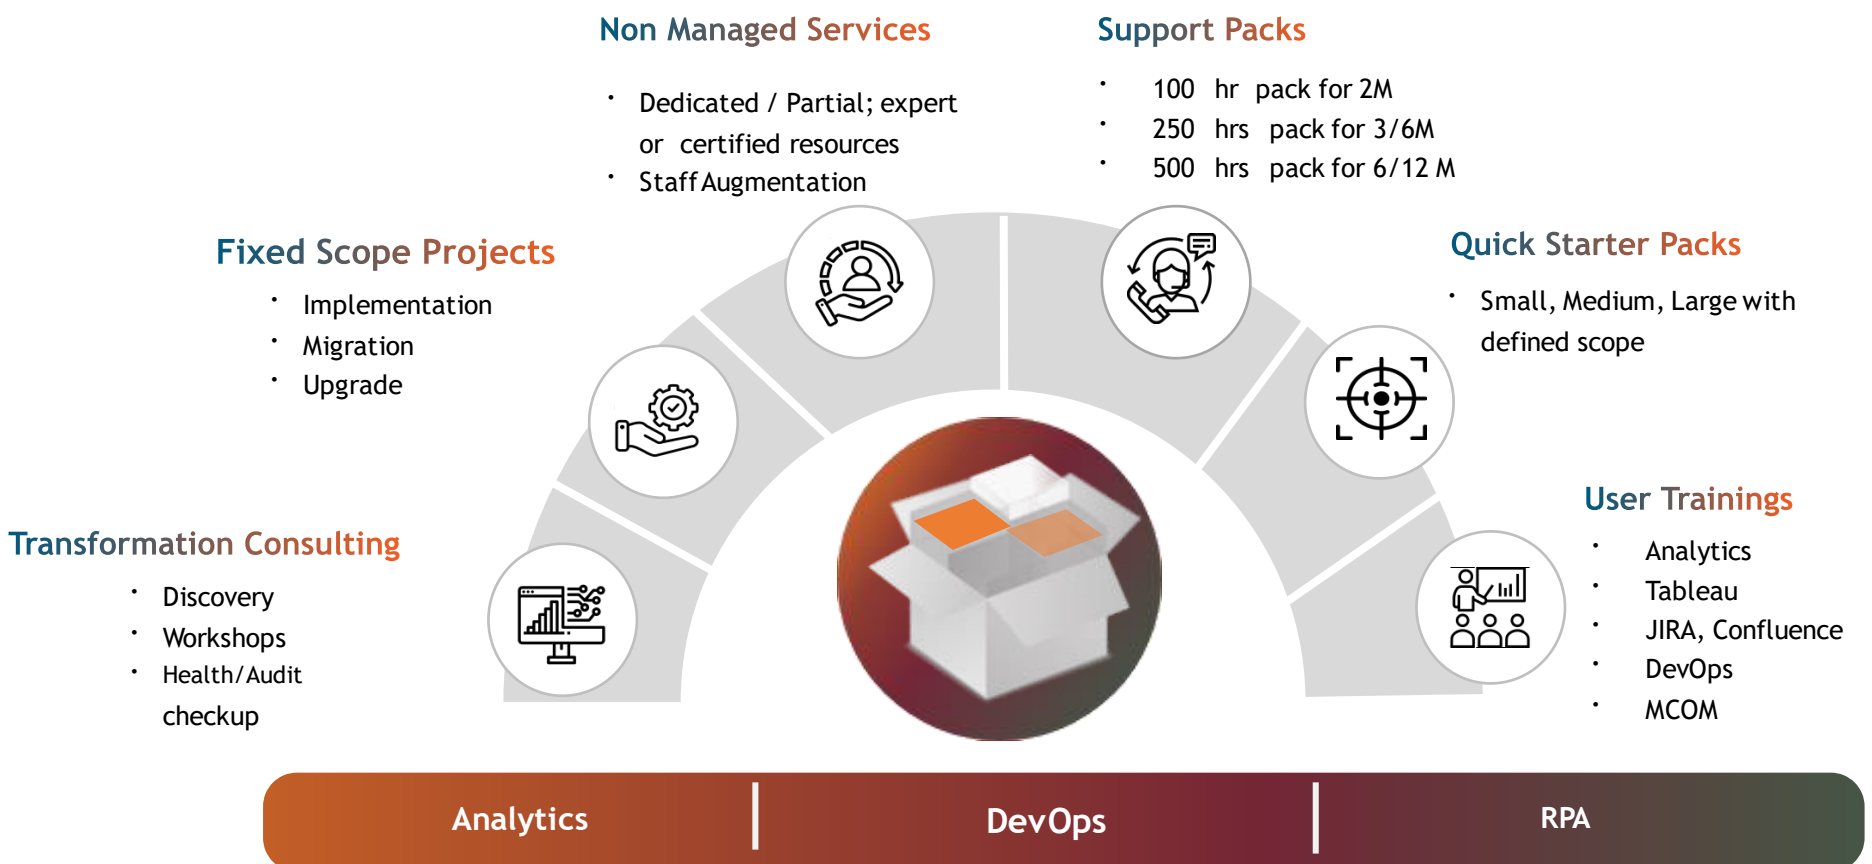 Non Managed Services
· Dedicated / Partial; expert
or certified resources
· Staff Augmentation
Support Packs
· 100 hr pack for 2M
· 250 hrs pack for 3/6M
· 500 hrs pack for 6/12 M
Fixed Scope Projects
· Implementation
· Migration
· Upgrade
Quick Starter Packs
· Small, Medium, Large with
defined scope
Transformation Consulting
· Discovery
· Workshops
· Health/Audit
checkup
User Trainings
· Analytics
· Tableau
· JIRA, Confluence
· DevOps
· MCOM
Analytics
DevOps
RPA